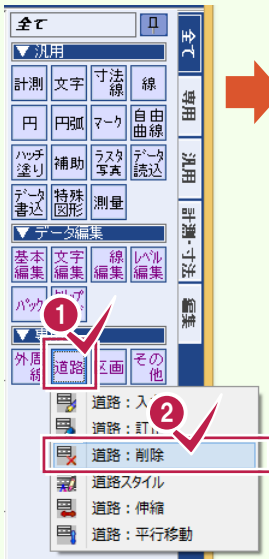 全て
▼ 汎用
計測 文字 寸法線 線
円 円弧 マーク 自由曲線
ハッチ塗り 補助 ラスタ写真 データ読込
データ書込 特殊図形 測量
▼ データ編集
基本編集 文字編集 線編集 レベル編集
パック
▼ 専
外周線 道路 区画 その他
1
2
道路：入
道路：訂
道路：削除
道路スタイル
道路：伸縮
道路：平行移動
全て
専用
汎用
計測・寸法
編集